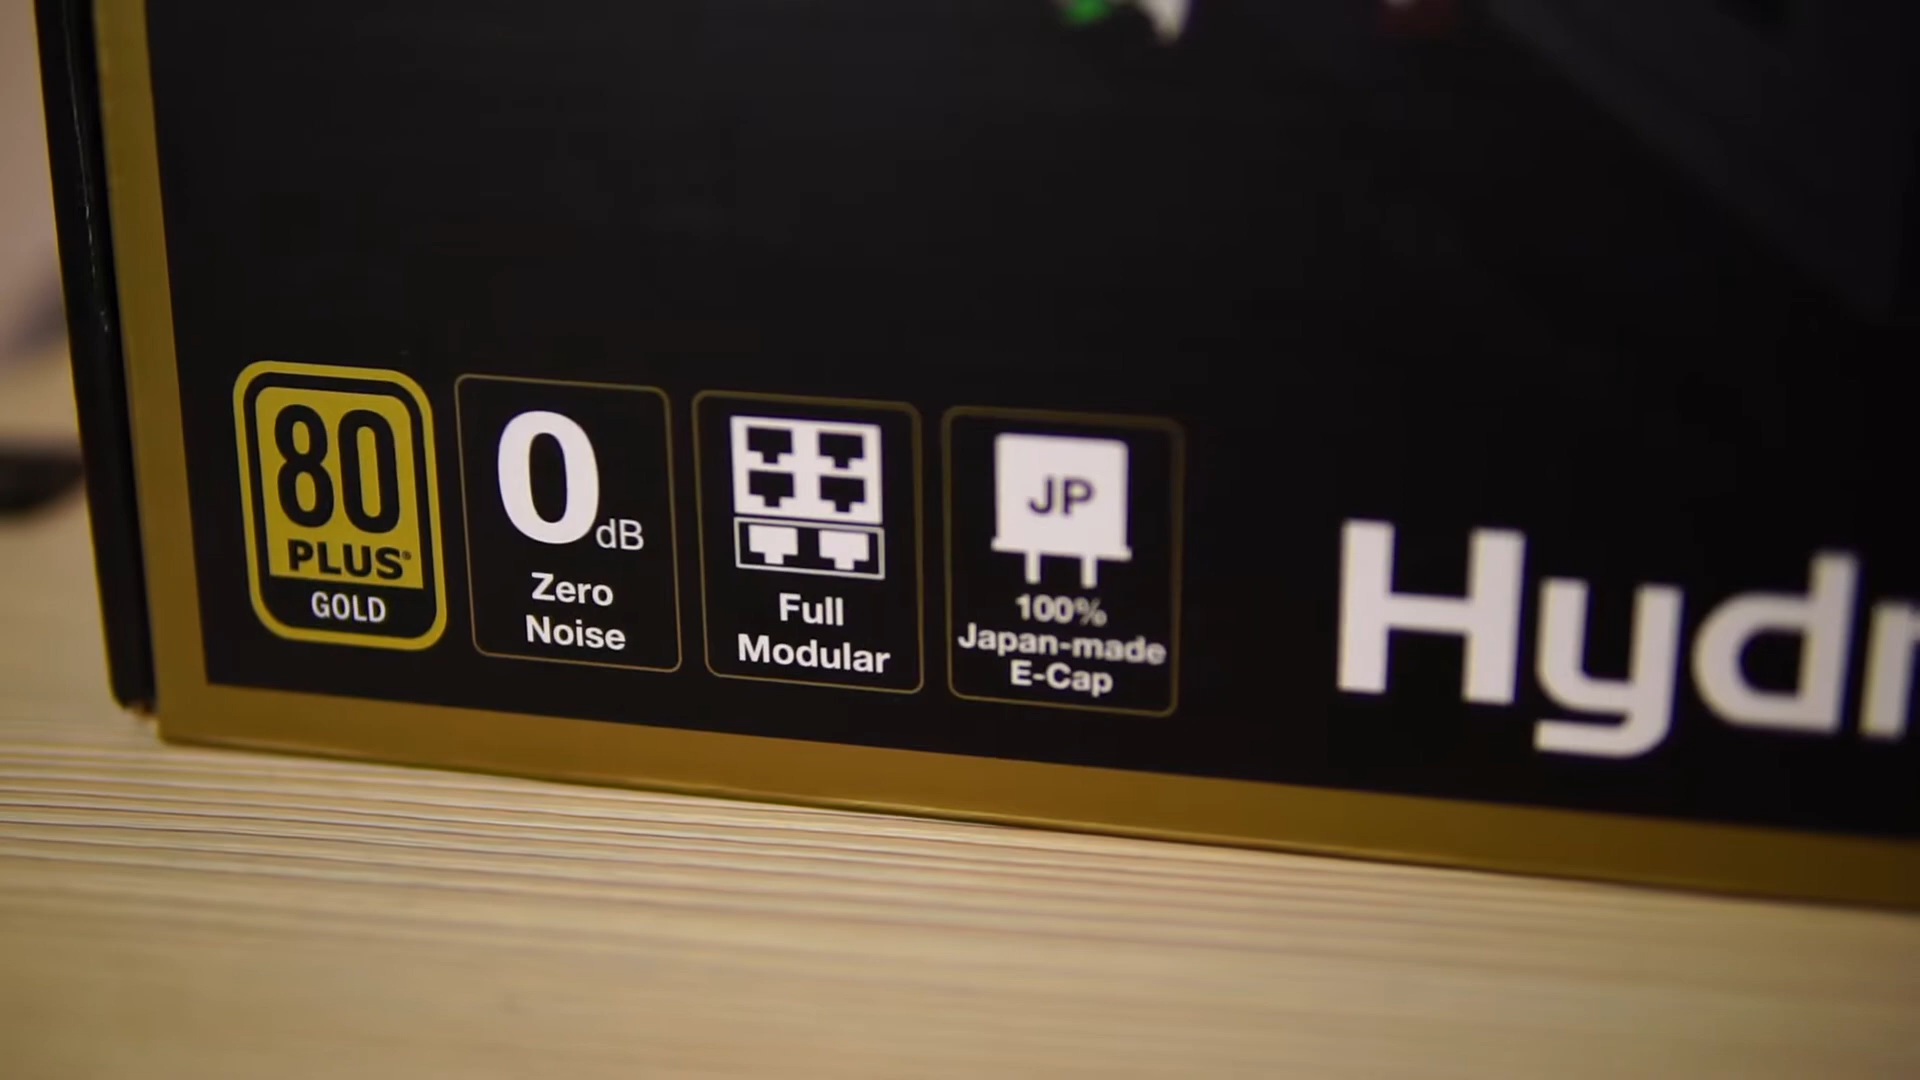 80
PLUS®
GOLD
0dB
Zero
Noise
Full
Modular
JP
100%
Japan-made
E-Cap
Hydr